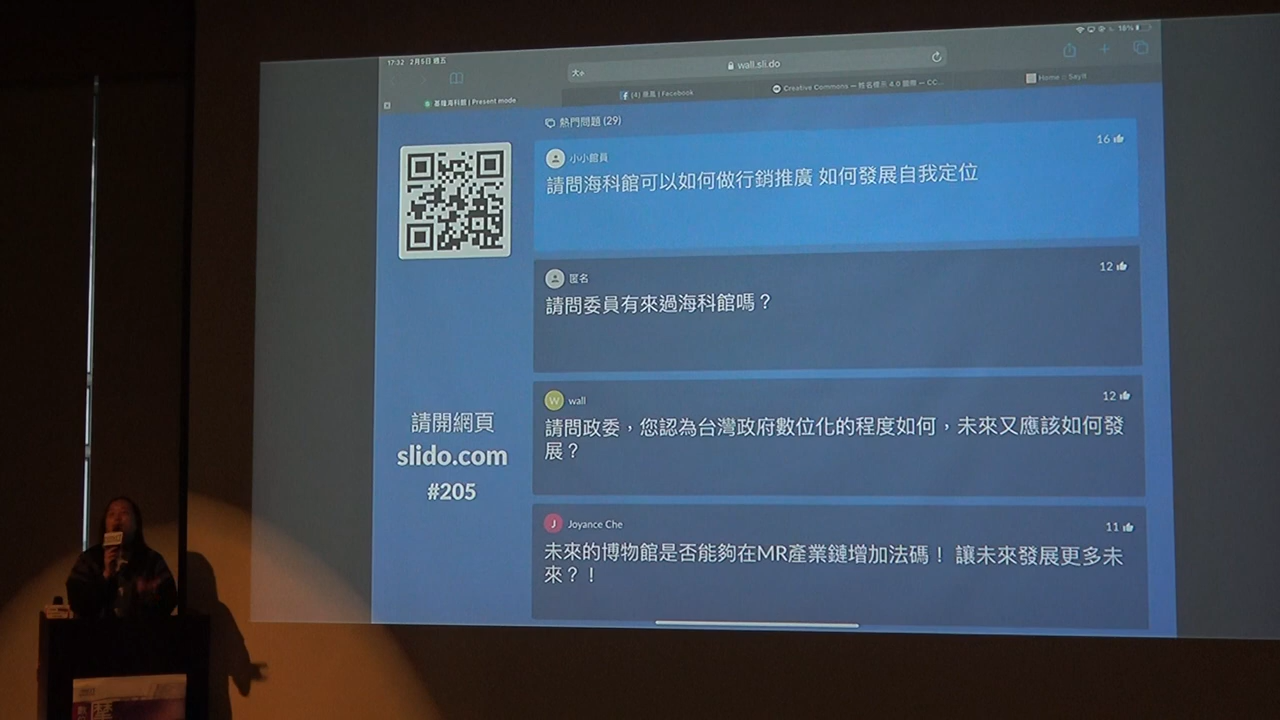 17:32 2月5日 週五
18%
大
wall.sli.do
基隆海科館 | Present mode
(4) 唐鳳 | Facebook
Creative Commons — 姓名標示 4.0 國際 — CC...
Home :: SayIt
熱門問題 (29)
小小館員
16
請問海科館可以如何做行銷推廣 如何發展自我定位
匿名
12
請問委員有來過海科館嗎？
W wall
12
請問政委，您認為台灣政府數位化的程度如何，未來又應該如何發
展？
J Joyance Che
11
未來的博物館是否能夠在MR產業鏈增加法碼！ 讓未來發展更多未
來？！
請開網頁
slido.com
#205